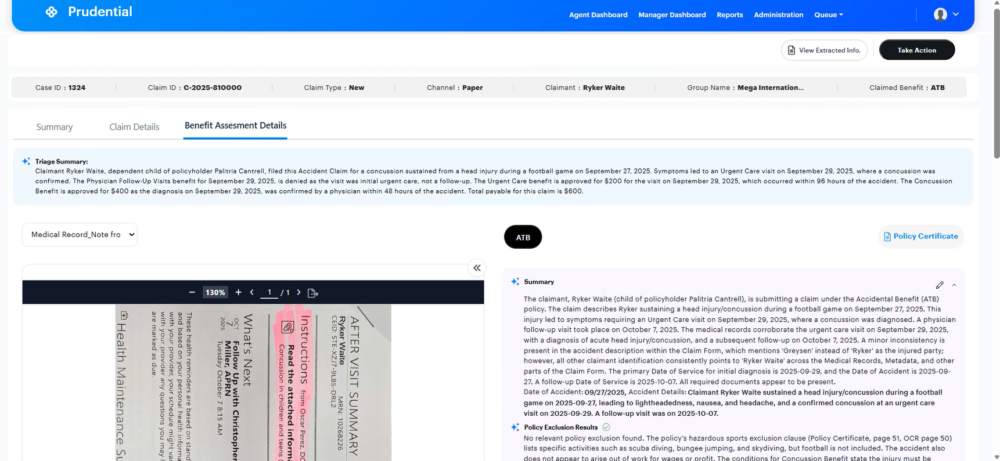 Prudential
Agent Dashboard
Manager Dashboard
Reports
Administration
Queue
View Extracted Info.
Take Action
Case ID : 1324
Claim ID : C-2025-810000
Claim Type : New
Channel : Paper
Claimant : Ryker Waite
Group Name : Mega Internation...
Claimed Benefit : ATB
Summary
Claim Details
Benefit Assesment Details
Triage Summary:
Claimant Ryker Waite, dependent child of policyholder Palitria Cantrell, filed this Accident Claim for a concussion sustained from a head injury during a football game on September 27, 2025. Symptoms led to an Urgent Care visit on September 29, 2025, where a concussion was
confirmed. The Physician Follow-Up Visits benefit for September 29, 2025, is denied as the visit was initial urgent care, not a follow-up. The Urgent Care benefit is approved for $200 for the visit on September 29, 2025, which occurred within 96 hours of the accident. The Concussion
Benefit is approved for $400 as the diagnosis on September 29, 2025, was confirmed by a physician within 48 hours of the accident. Total payable for this claim is $600.
Medical Record_Note fro
130%
1 / 1
AFTER VISIT SUMMARY
Ryker Waite
MRN: 10268226
CEID: STE-XZJ7-9LBS-DRL2
Instructions from Oscar Perez, DO
Read the attached inform
Concussion in children and teens (
What's Next
OCT
7
2025
Follow Up with Christopher
Miller, APRN
Tuesday October 7 8:15 AM
These health reminders are based on stand
and based on your personal health informa
with your provider, your schedule might var
with your provider any questions you may h
are marked as due.
Health Maintenance Su
ATB
Policy Certificate
Summary
The claimant, Ryker Waite (child of policyholder Palitria Cantrell), is submitting a claim under the Accidental Benefit (ATB)
policy. The claim describes Ryker sustaining a head injury/concussion during a football game on September 27, 2025. This
injury led to symptoms requiring an Urgent Care visit on September 29, 2025, where a concussion was diagnosed. A physician
follow-up visit took place on October 7, 2025. The medical records corroborate the urgent care visit on September 29, 2025,
with a diagnosis of acute head injury/concussion, and a subsequent follow-up on October 7, 2025. A minor inconsistency is
present in the accident description within the Claim Form, which mentions 'Greysen' instead of 'Ryker' as the injured party;
however, all other claimant identification consistently points to 'Ryker Waite' across the Medical Records, Metadata, and other
parts of the Claim Form. The primary Date of Service for initial diagnosis is 2025-09-29, and the Date of Accident is 2025-09-
27. A follow-up Date of Service is 2025-10-07. All required documents appear to be present.
Date of Accident: 09/27/2025, Accident Details: Claimant Ryker Waite sustained a head injury/concussion during a football
game on 2025-09-27, leading to lightheadedness, nausea, and headache, and a confirmed concussion at an urgent care
visit on 2025-09-29. A follow-up visit was on 2025-10-07.
Policy Exclusion Results
No relevant policy exclusion found. The policy's hazardous sports exclusion clause (Policy Certificate, page 51, OCR page 50)
lists specific activities such as scuba diving, bungee jumping, and skydiving, but football is not included. The accident also
does not appear to arise out of work for wages or profit. The conditions for Concussion Benefit state the injury must be